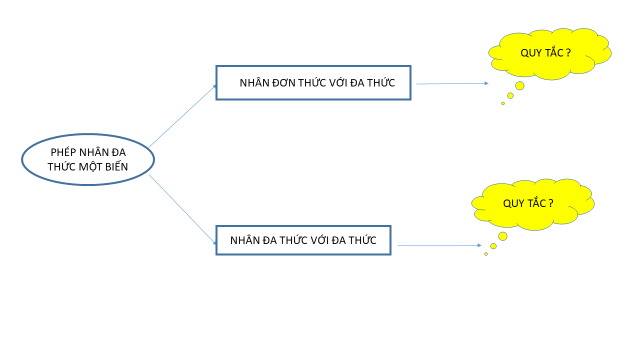 QUY TẮC ?
NHÂN ĐƠN THỨC VỚI ĐA THỨC
PHÉP NHÂN ĐA
THỨC MỘT BIẾN
QUY TẮC ?
NHÂN ĐA THỨC VỚI ĐA THỨC